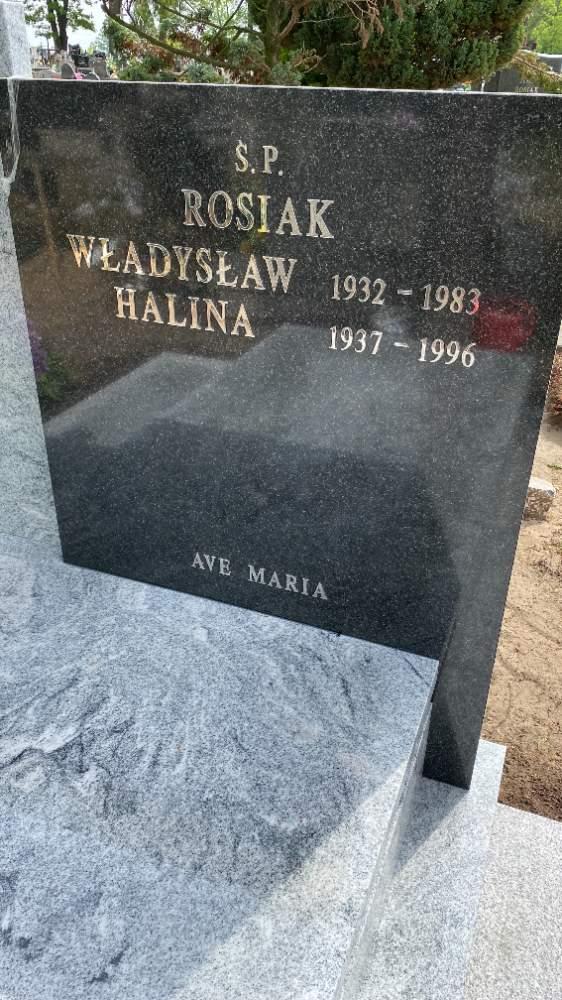 Ś.P.
ROSIAK
WŁADYSŁAW 1932 - 1983
HALINA 1937 - 1996
AVE MARIA